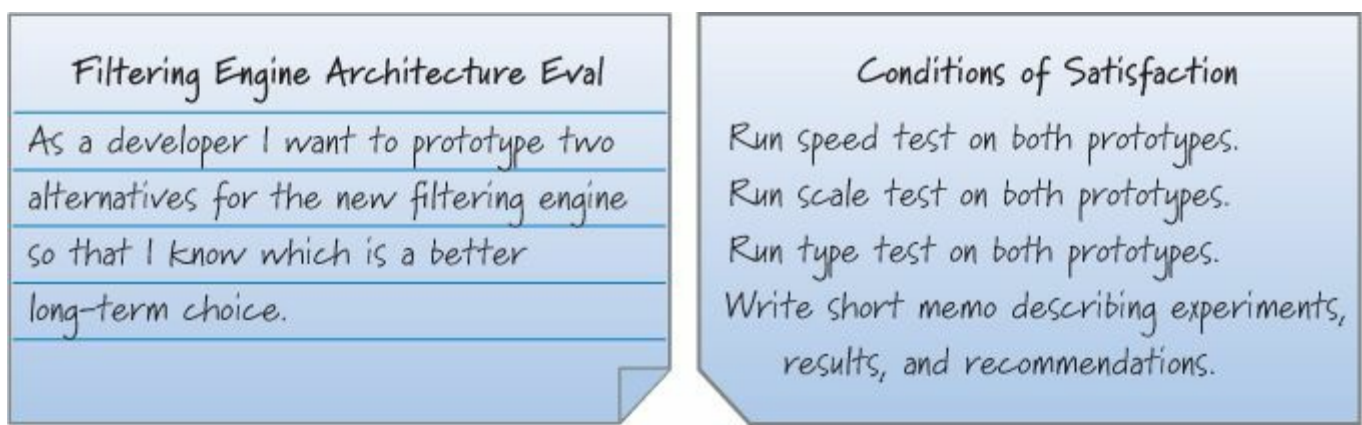 Filtering Engine Architecture Eval
As a developer I want to prototype two
alternatives for the new filtering engine
so that I know which is a better
long-term choice.
Conditions of Satisfaction
Run speed test on both prototypes.
Run scale test on both prototypes.
Run type test on both prototypes.
Write short memo describing experiments,
results, and recommendations.